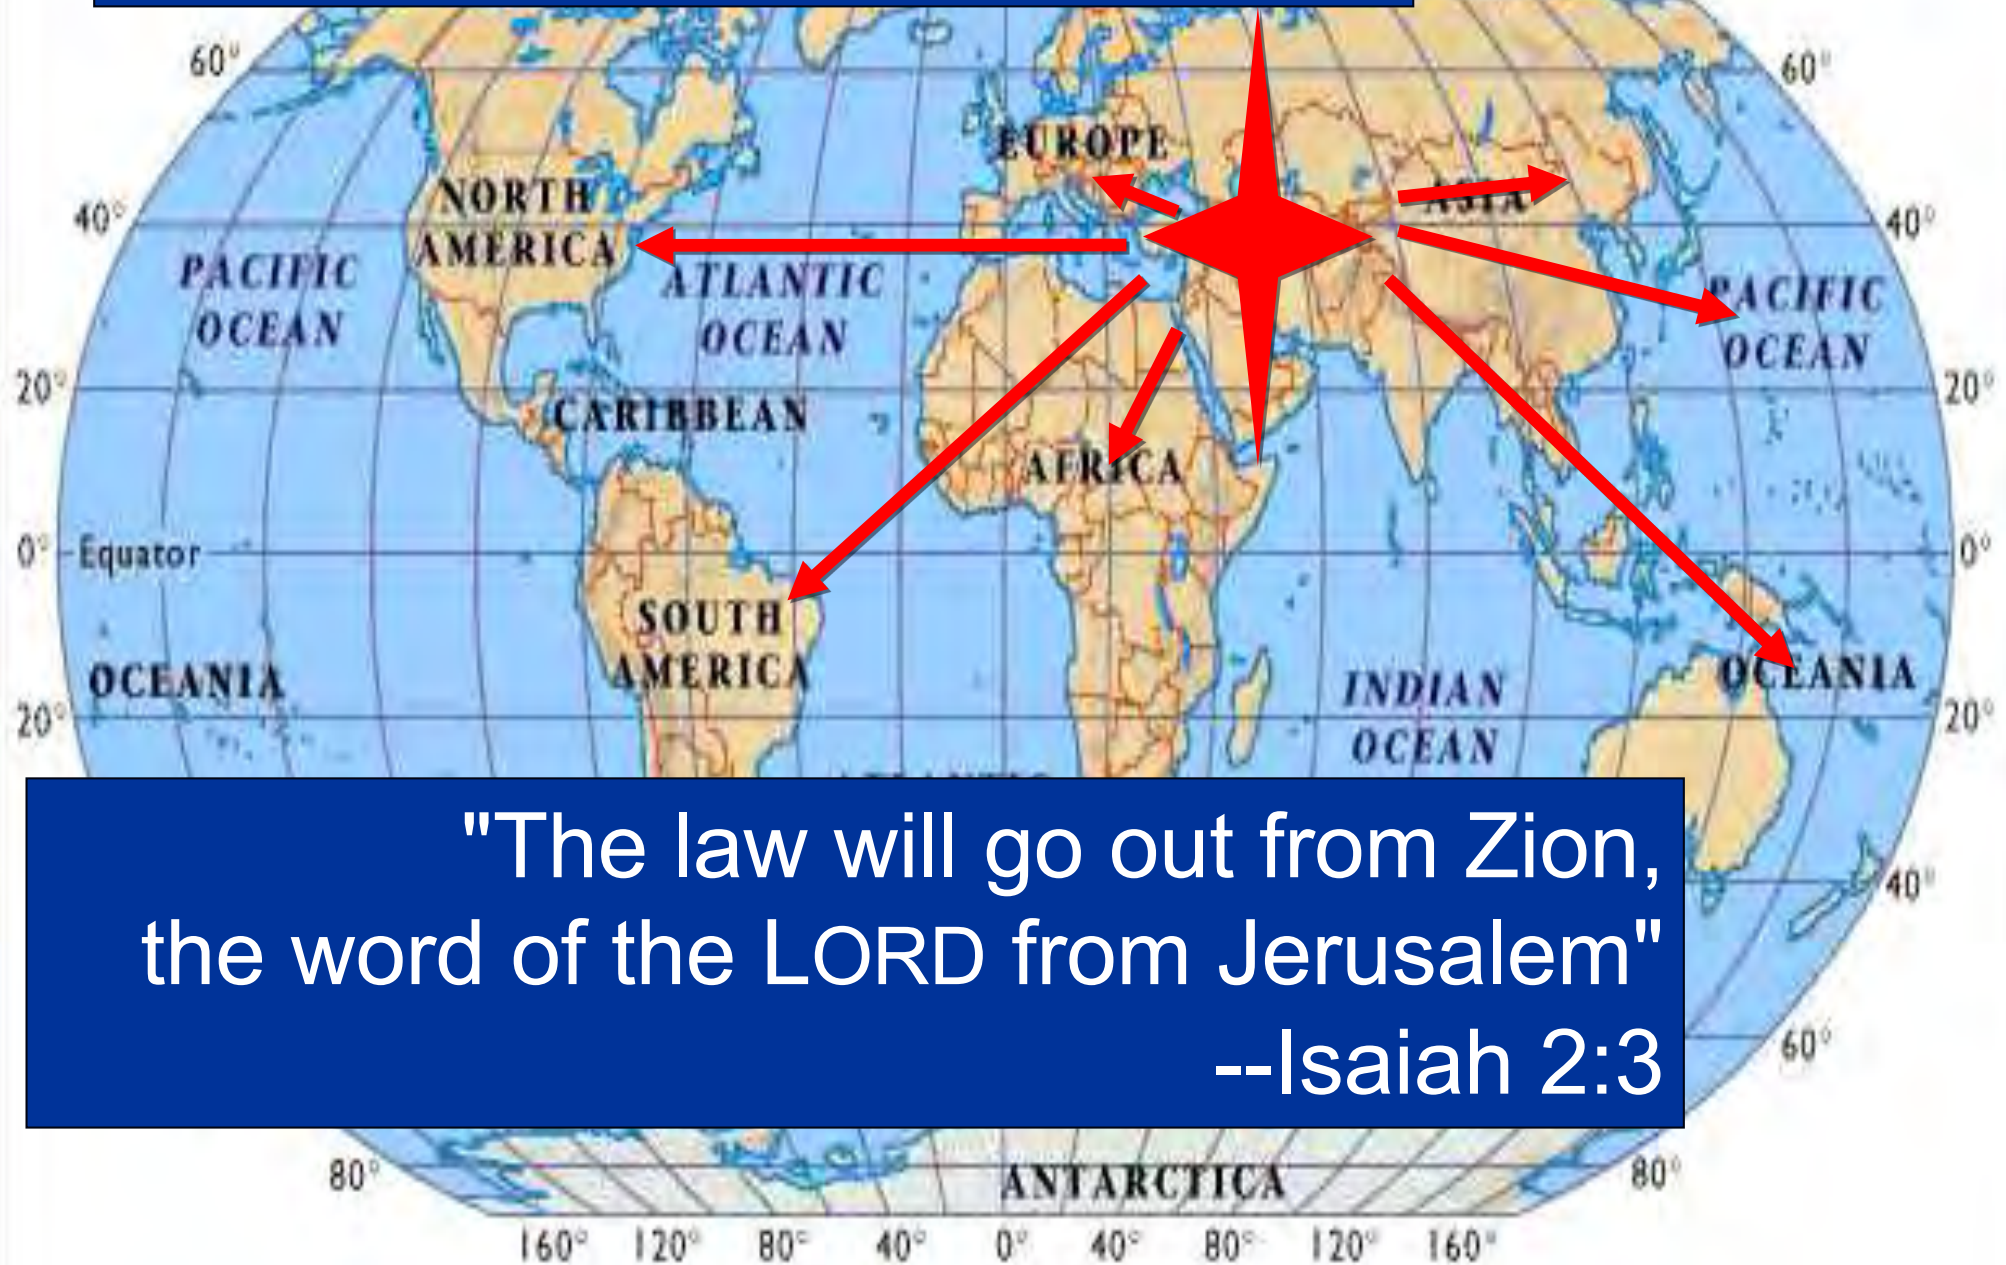 60°
60°
EUROPE
NORTH
AMERICA
ASIA
40°
40°
PACIFIC
OCEAN
ATLANTIC
OCEAN
PACIFIC
OCEAN
20°
20°
CARIBBEAN
AFRICA
0°
Equator
0°
SOUTH
AMERICA
OCEANIA
OCEANIA
INDIAN
OCEAN
20°
20°
"The law will go out from Zion,
the word of the LORD from Jerusalem"
--Isaiah 2:3
40°
60°
80°
ANTARCTICA
80°
160° 120° 80° 40° 0° 40° 80° 120° 160°